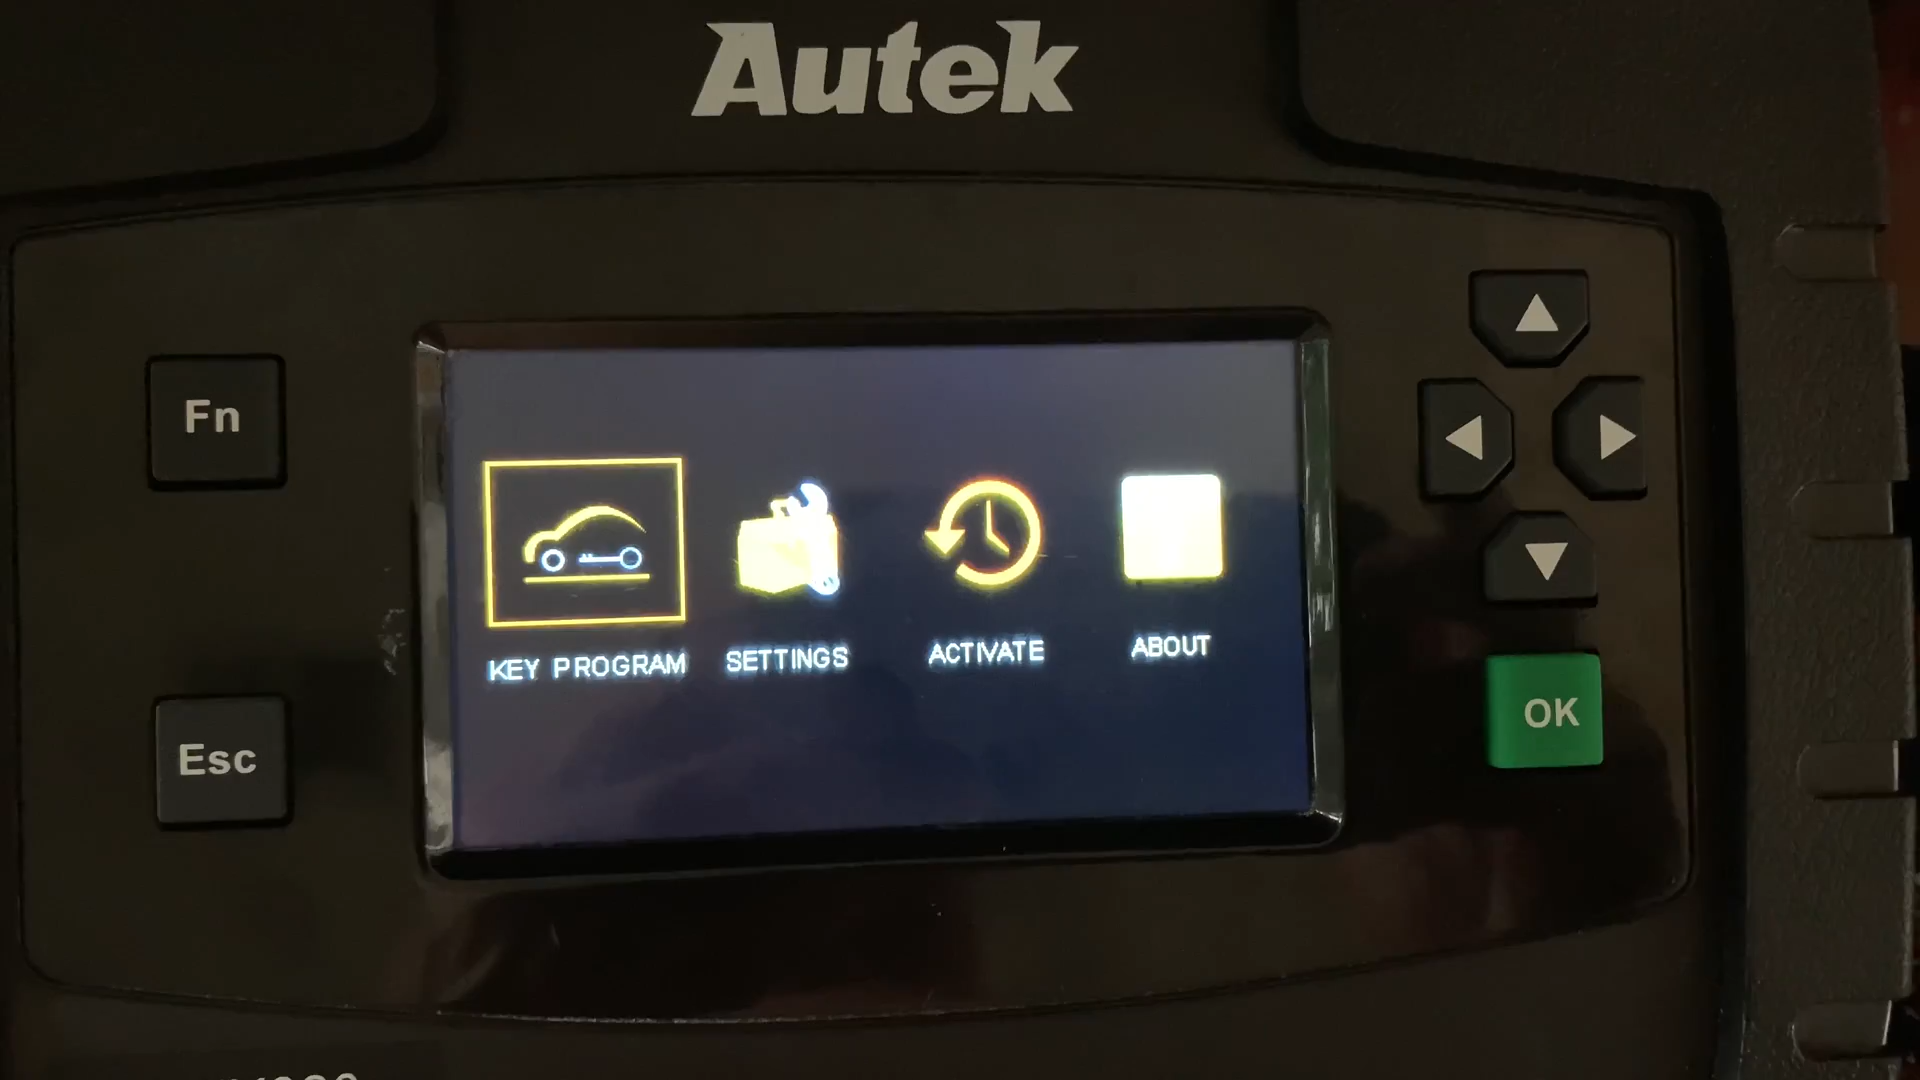 Autek
Fn
KEY PROGRAM
SETTINGS
ACTIVATE
ABOUT
Esc
OK